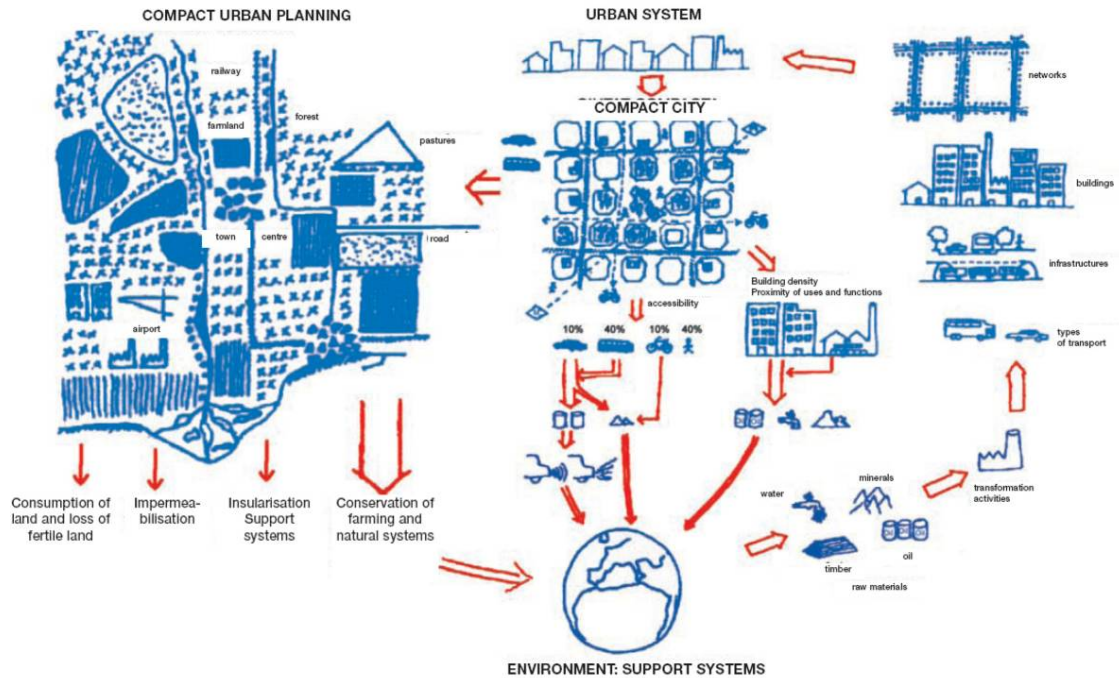 COMPACT URBAN PLANNING
URBAN SYSTEM
railway
farmland
forest
pastures
town
centre
road
airport
COMPACT CITY
networks
buildings
infrastructures
types
of transport
accessibility
Building density
Proximity of uses and functions
10%
40%
10%
40%
Consumption of
land and loss of
fertile land
Impermea-
bilisation
Insularisation
Support
systems
Conservation of
farming and
natural systems
water
minerals
timber
oil
raw materials
transformation
activities
ENVIRONMENT: SUPPORT SYSTEMS